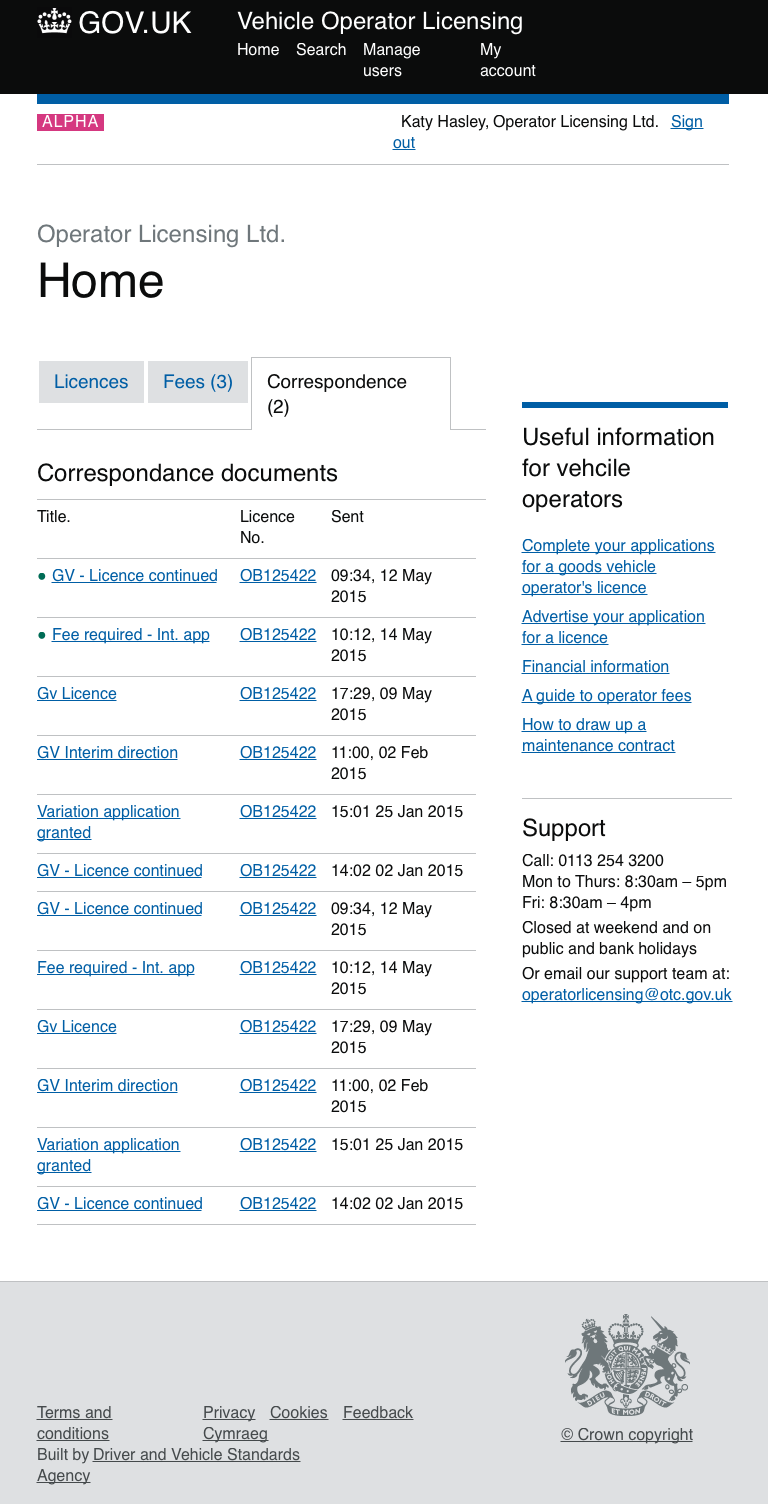 GOV.UK
Vehicle Operator Licensing
Home Search Manage users My account
ALPHA
Katy Hasley, Operator Licensing Ltd. Sign out
Operator Licensing Ltd.
Home
Licences Fees (3) Correspondence (2)
Correspondance documents
Title. Licence No. Sent
GV - Licence continued OB125422 09:34, 12 May 2015
Fee required - Int. app OB125422 10:12, 14 May 2015
Gv Licence OB125422 17:29, 09 May 2015
GV Interim direction OB125422 11:00, 02 Feb 2015
Variation application granted OB125422 15:01 25 Jan 2015
GV - Licence continued OB125422 14:02 02 Jan 2015
GV - Licence continued OB125422 09:34, 12 May 2015
Fee required - Int. app OB125422 10:12, 14 May 2015
Gv Licence OB125422 17:29, 09 May 2015
GV Interim direction OB125422 11:00, 02 Feb 2015
Variation application granted OB125422 15:01 25 Jan 2015
GV - Licence continued OB125422 14:02 02 Jan 2015
Useful information
for vehcile
operators
Complete your applications
for a goods vehicle
operator's licence
Advertise your application
for a licence
Financial information
A guide to operator fees
How to draw up a
maintenance contract
Support
Call: 0113 254 3200
Mon to Thurs: 8:30am – 5pm
Fri: 8:30am – 4pm
Closed at weekend and on
public and bank holidays
Or email our support team at:
operatorlicensing@otc.gov.uk
Terms and conditions Privacy Cookies Feedback
Cymraeg
Built by Driver and Vehicle Standards
Agency
DIEU ET MON DROIT
© Crown copyright